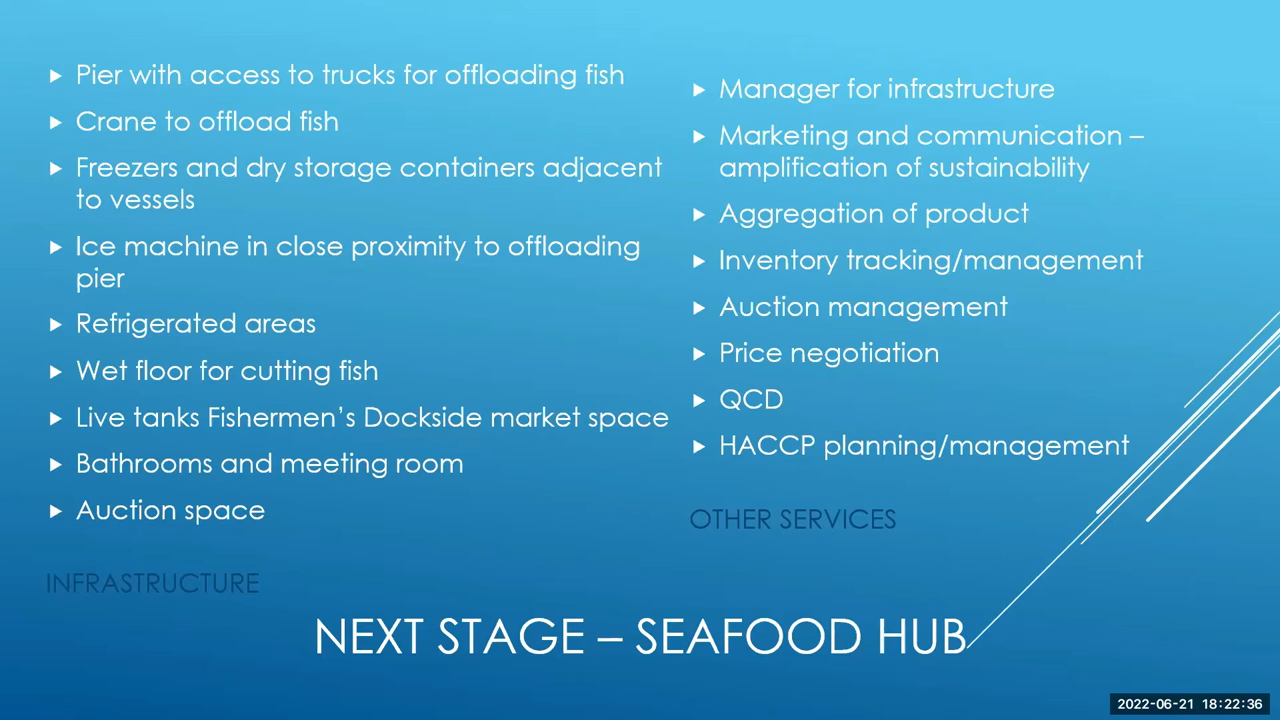 Pier with access to trucks for offloading fish
Crane to offload fish
Freezers and dry storage containers adjacent
to vessels
Ice machine in close proximity to offloading
pier
Refrigerated areas
Wet floor for cutting fish
Live tanks Fishermen’s Dockside market space
Bathrooms and meeting room
Auction space
INFRASTRUCTURE
Manager for infrastructure
Marketing and communication –
amplification of sustainability
Aggregation of product
Inventory tracking/management
Auction management
Price negotiation
QCD
HACCP planning/management
OTHER SERVICES
NEXT STAGE – SEAFOOD HUB
2022-06-21 18:22:36